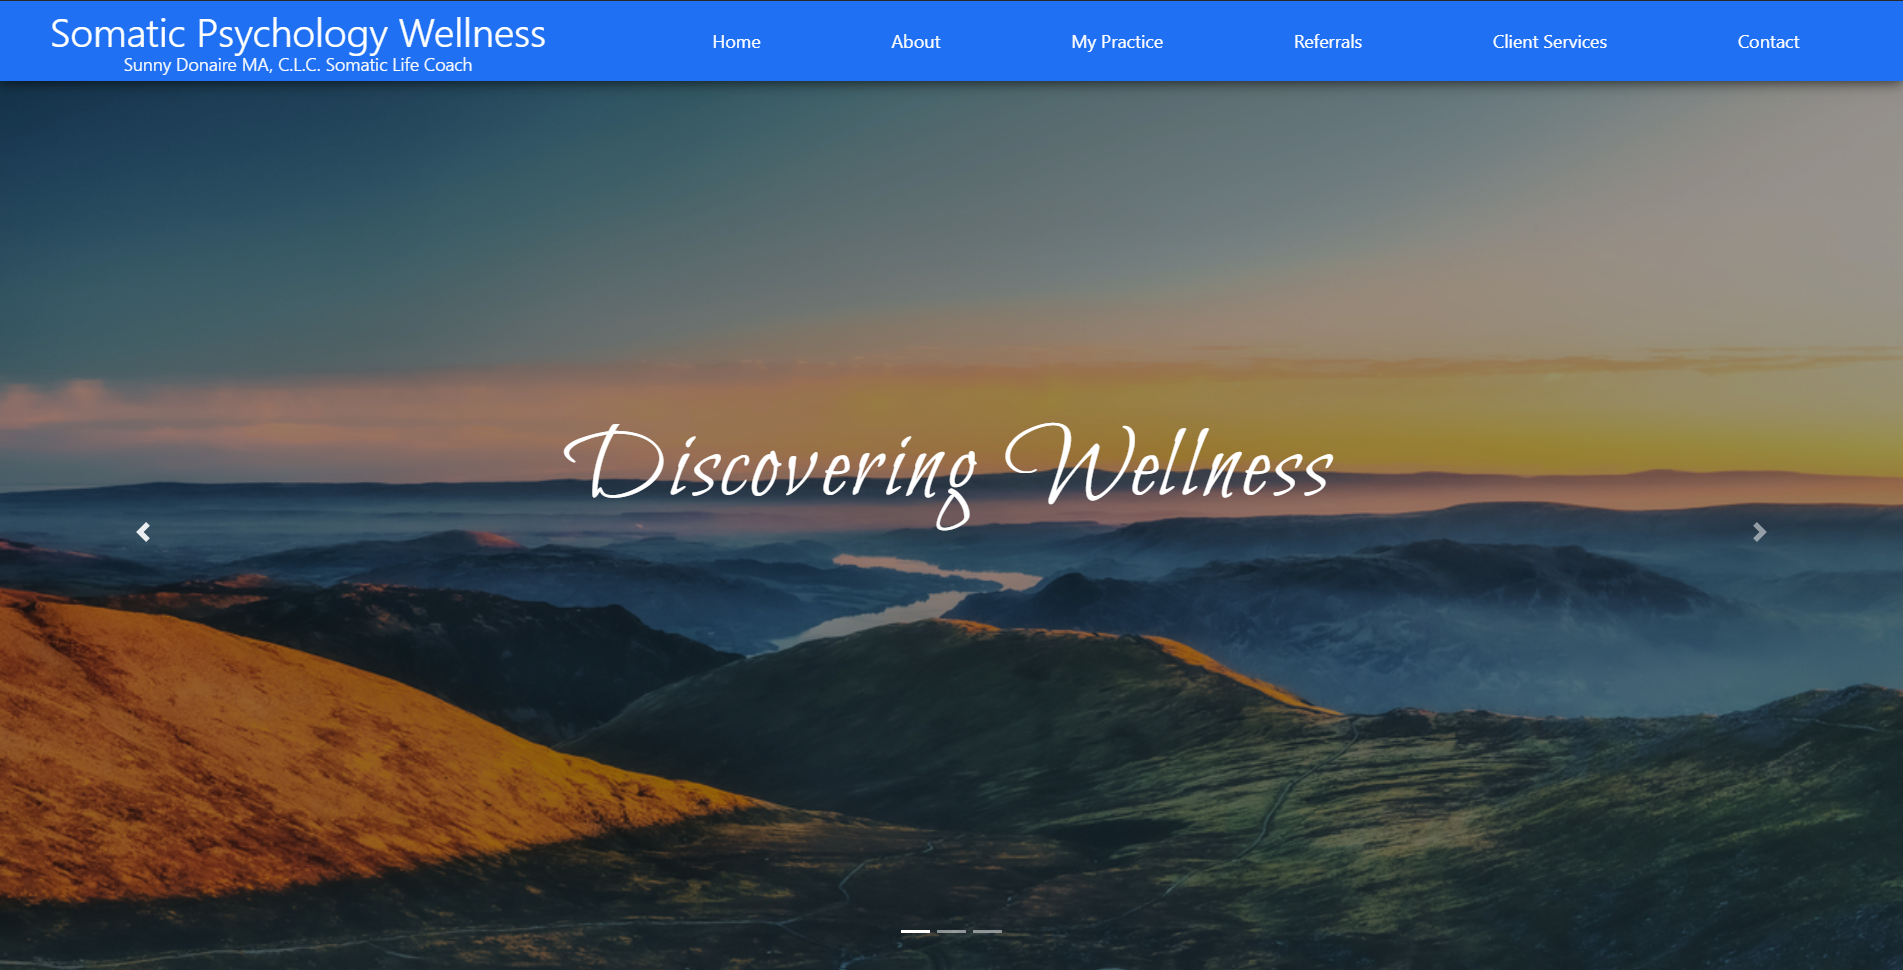 Somatic Psychology Wellness
Sunny Donaire MA, C.L.C. Somatic Life Coach
Home About My Practice Referrals Client Services Contact
Discovering Wellness